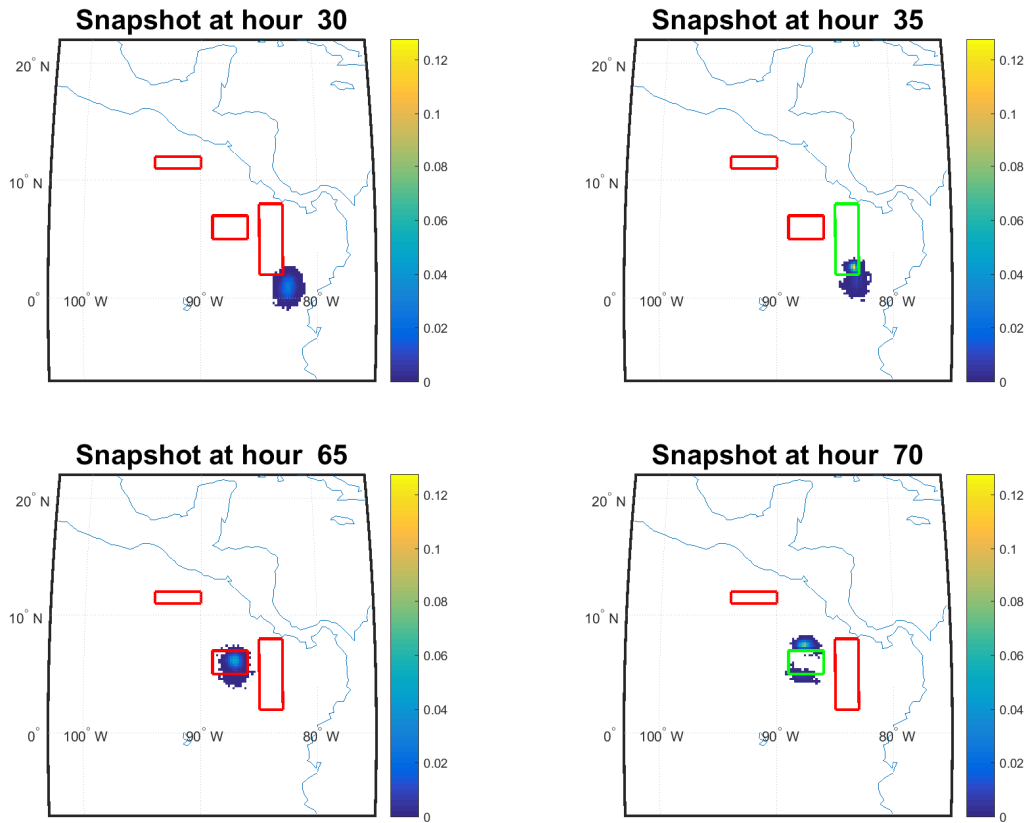 Snapshot at hour 30
20° N
10° N
0°
100° W
90° W
80° W
0.12
0.1
0.08
0.06
0.04
0.02
0
Snapshot at hour 35
20° N
10° N
0°
100° W
90° W
80° W
0.12
0.1
0.08
0.06
0.04
0.02
0
Snapshot at hour 65
20° N
10° N
0°
100° W
90° W
80° W
0.12
0.1
0.08
0.06
0.04
0.02
0
Snapshot at hour 70
20° N
10° N
0°
100° W
90° W
80° W
0.12
0.1
0.08
0.06
0.04
0.02
0